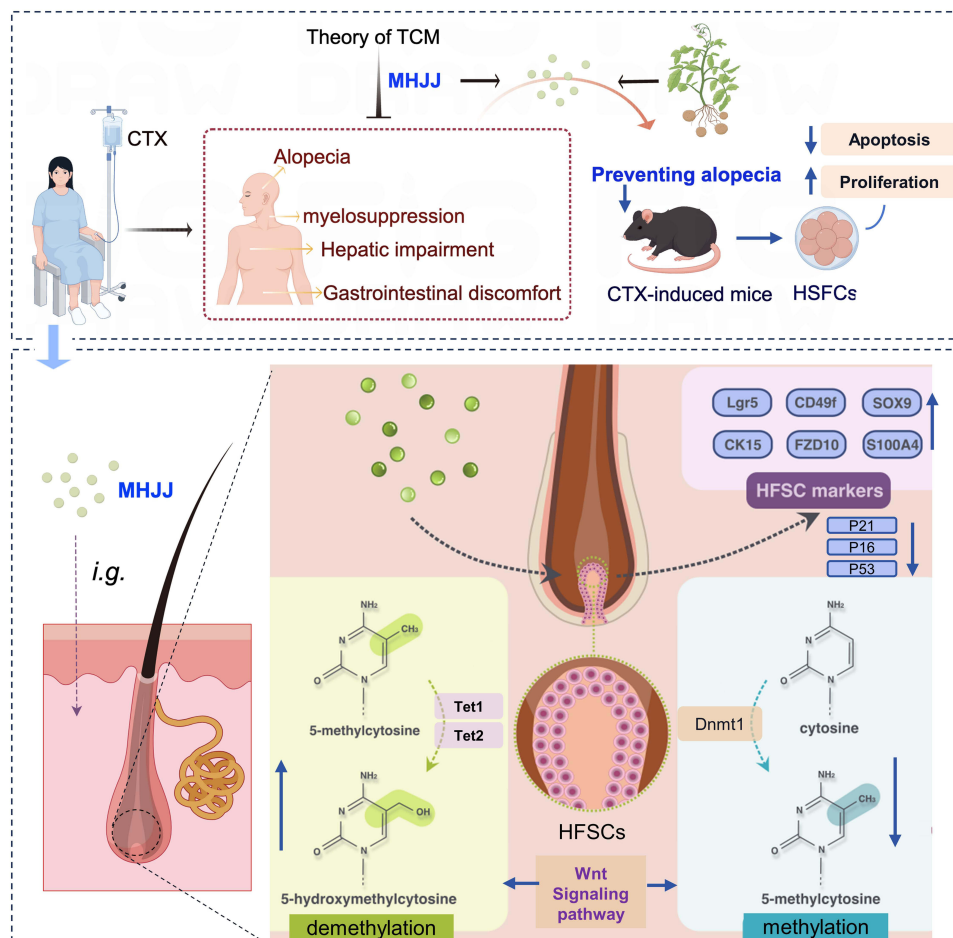 Theory of TCM
MHJJ
CTX
Alopecia
myelosuppression
Hepatic impairment
Gastrointestinal discomfort
Preventing alopecia
Apoptosis
Proliferation
CTX-induced mice
HSFCs
MHJJ
i.g.
Lgr5
CD49f
SOX9
CK15
FZD10
S100A4
HFSC markers
P21
P16
P53
NH₂
N
CH₃
O
N
5-methylcytosine
Tet1
Tet2
NH₂
N
OH
O
N
5-hydroxymethylcytosine
demethylation
HFSCs
Wnt
Signaling
pathway
NH₂
N
O
N
cytosine
Dnmt1
NH₂
N
CH₃
O
N
5-methylcytosine
methylation